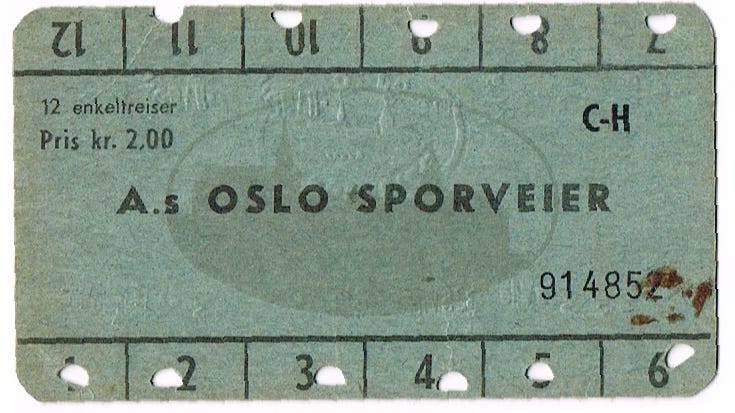 12 11 10 9 8 7
12 enkeltreiser
Pris kr. 2,00
C-H
A.s OSLO SPORVEIER
914852
1 2 3 4 5 6